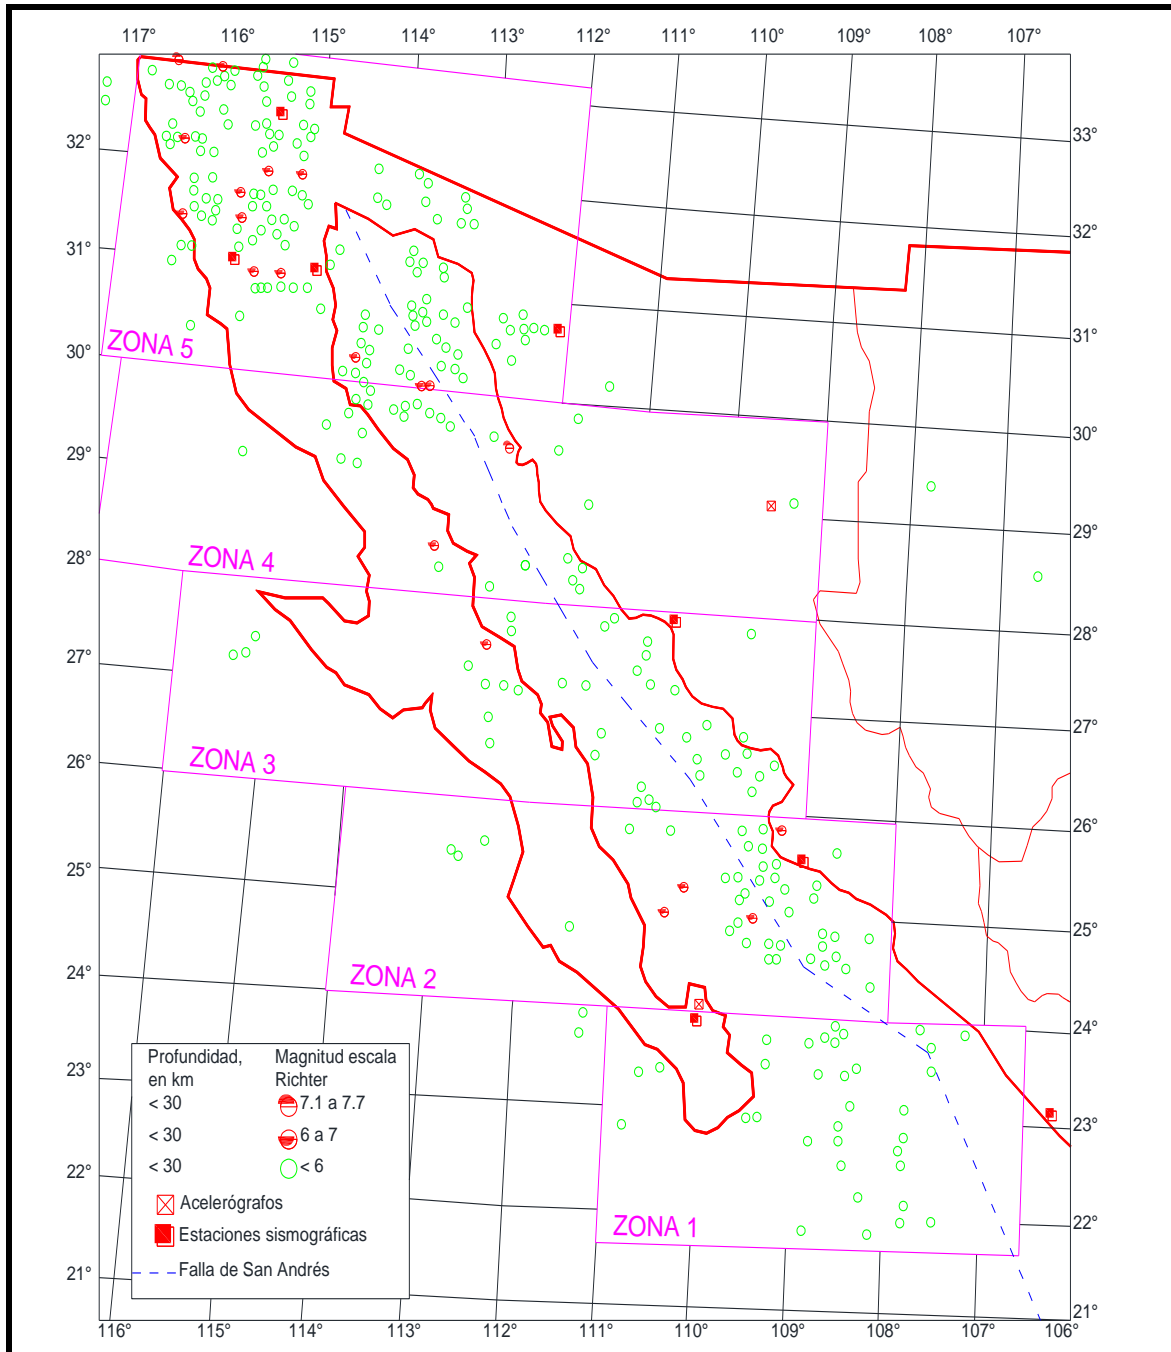 117° 116° 115° 114° 113° 112° 111° 110° 109° 108° 107°
33°
32°
32°
31°
31°
ZONA 5
30°
30°
29°
29°
28°
ZONA 4
28°
27°
27°
ZONA 3
26°
26°
25°
25°
24°
ZONA 2
24°
Profundidad,
en km
Magnitud escala
Richter
< 30 7.1 a 7.7
< 30 6 a 7
< 30 < 6
Acelerógrafos
Estaciones sismográficas
Falla de San Andrés
23°
23°
22°
22°
ZONA 1
21°
21°
116° 115° 114° 113° 112° 111° 110° 109° 108° 107° 106°